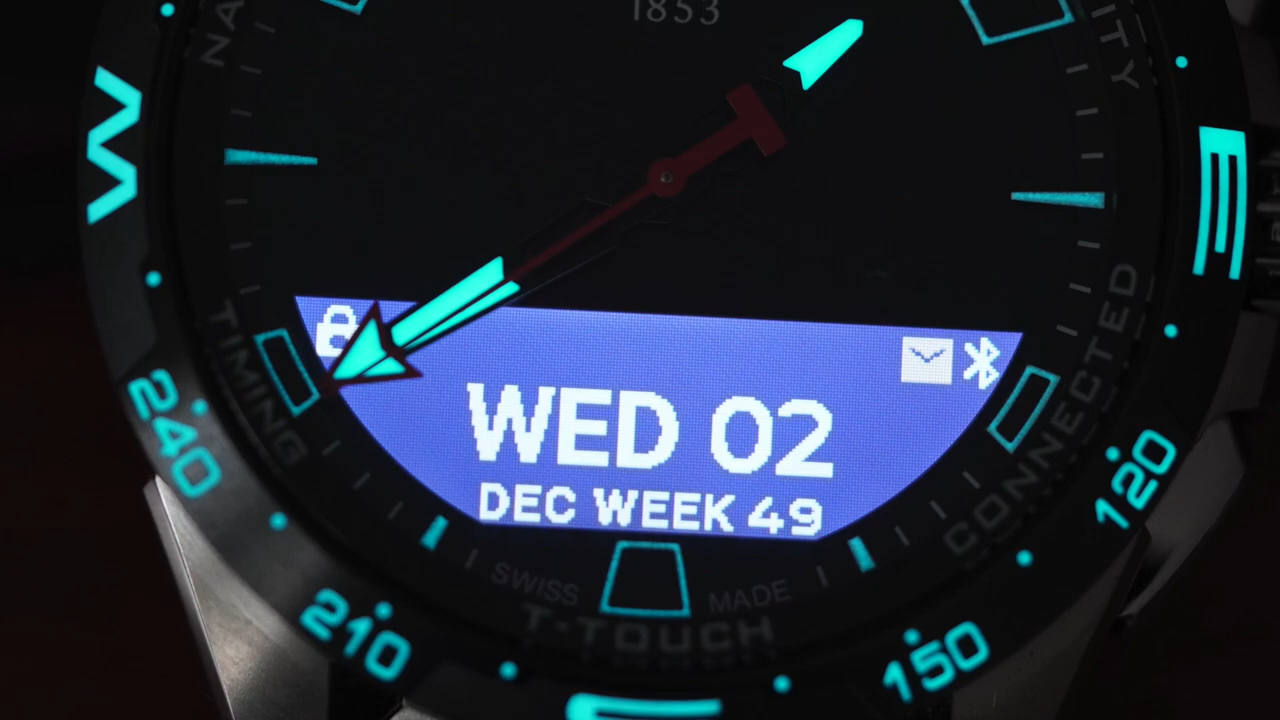 1853
W
E
TIMING
CONNECTED
WED 02
DEC WEEK 49
240
120
SWISS MADE
T-TOUCH
210
150